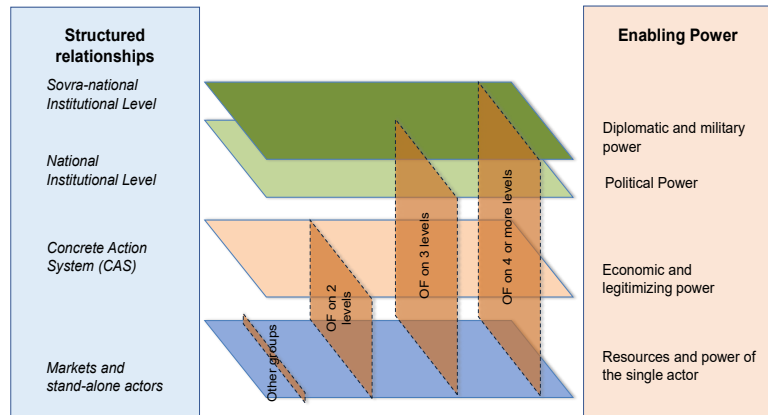 Structured
relationships
Sovra-national
Institutional Level
National
Institutional Level
Concrete Action
System (CAS)
Markets and
stand-alone actors
Other groups
OF on 2
levels
OF on 3 levels
OF on 4 or more levels
Enabling Power
Diplomatic and military
power
Political Power
Economic and
legitimizing power
Resources and power of
the single actor